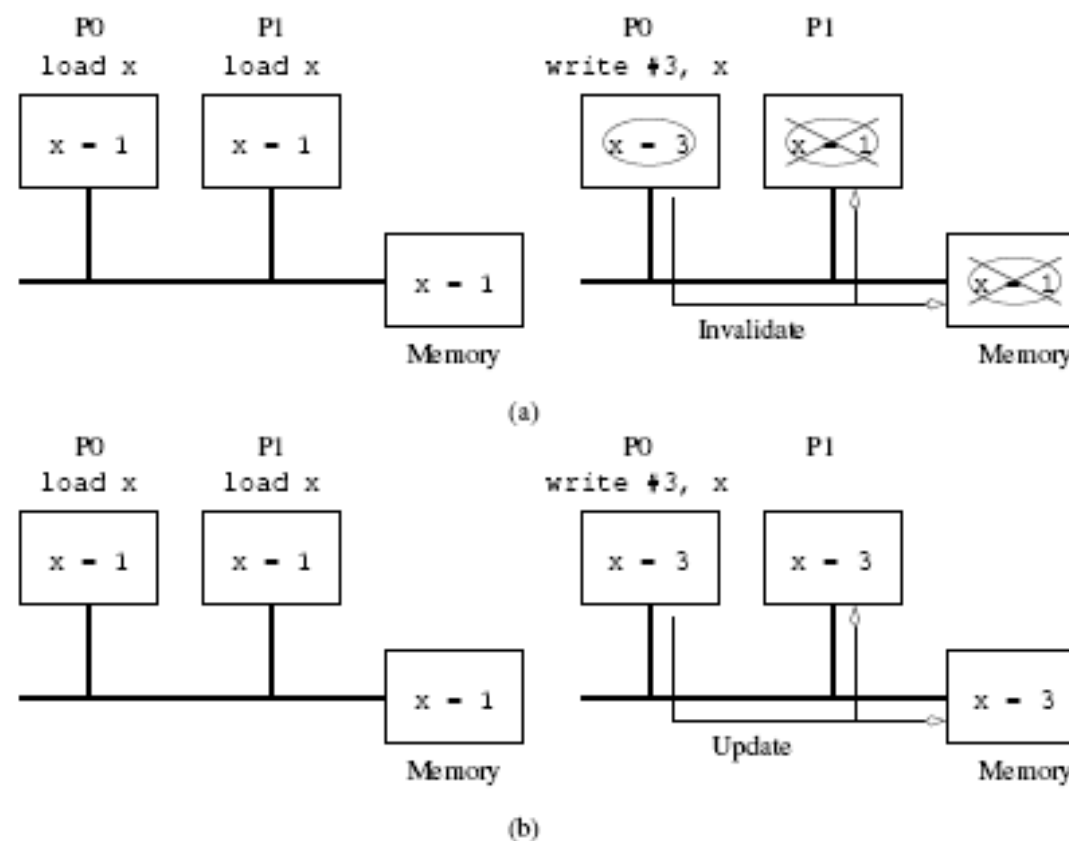 P0 P1 P0 P1
load x load x write #3, x
x = 1 x = 1 x = 3 x = 1
x = 1 x = 1
Invalidate
Memory Memory
(a)
P0 P1 P0 P1
load x load x write #3, x
x = 1 x = 1 x = 3 x = 3
x = 1 x = 3
Update
Memory Memory
(b)